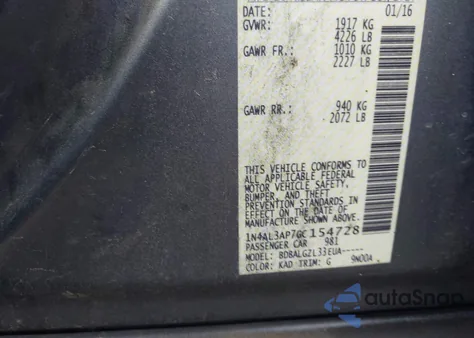 DATE: 01/16
GVWR: 1917 KG
4226 LB
GAWR FR.: 1010 KG
2227 LB
GAWR RR.: 940 KG
2072 LB
THIS VEHICLE CONFORMS TO
ALL APPLICABLE FEDERAL
MOTOR VEHICLE SAFETY,
BUMPER, AND THEFT
PREVENTION STANDARDS
IN EFFECT ON THE DATE OF
MANUFACTURE SHOWN ABOVE.
1N4AL3AP7GC154728
PASSENGER CAR 981
MODEL: BDBALGZL33EUA-----
COLOR: KAD TRIM: G 9N00A
autoSnap